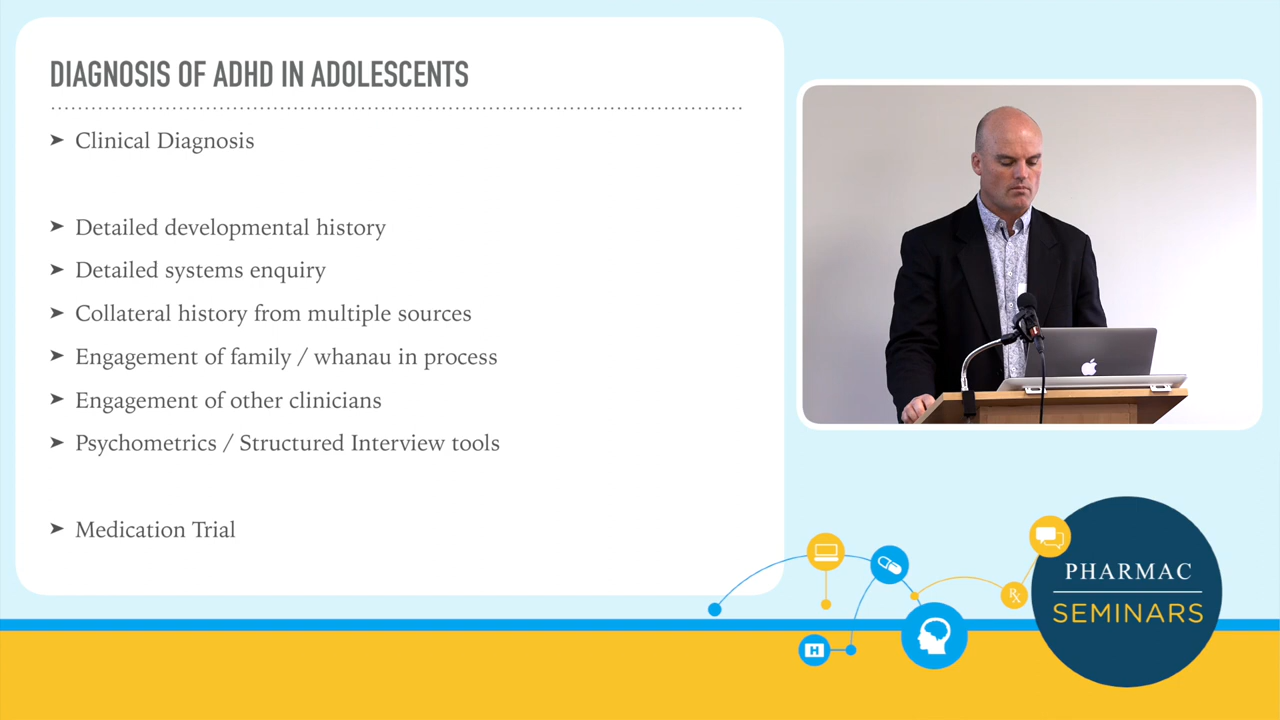 DIAGNOSIS OF ADHD IN ADOLESCENTS
➤ Clinical Diagnosis
➤ Detailed developmental history
➤ Detailed systems enquiry
➤ Collateral history from multiple sources
➤ Engagement of family / whanau in process
➤ Engagement of other clinicians
➤ Psychometrics / Structured Interview tools
➤ Medication Trial
H
Rx
PHARMAC
SEMINARS